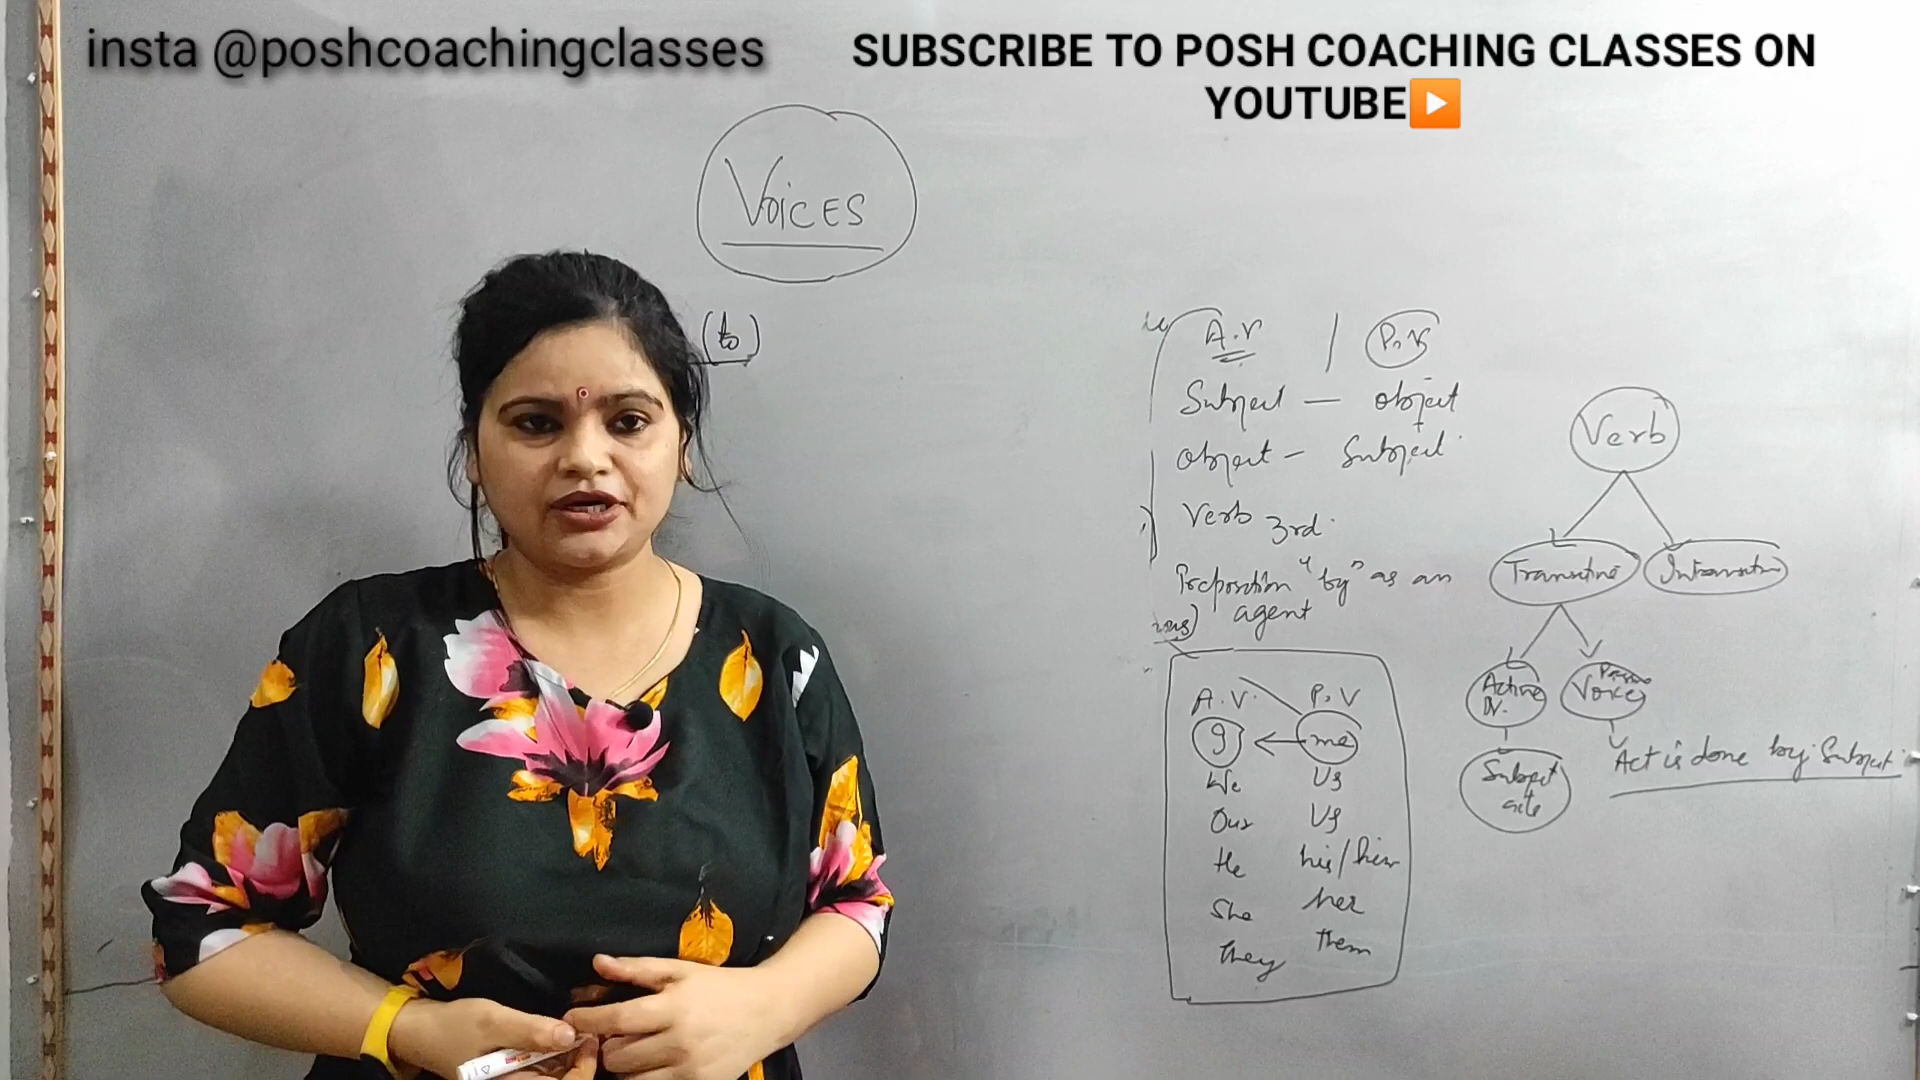 insta @poshcoachingclasses
SUBSCRIBE TO POSH COACHING CLASSES ON
YOUTUBE▶️
VOICES
(to)
A.V / P.V
Subject — object
Object — Subject
Verb 3rd.
Preposition "by" as an
agent
A.V. P.V
I ← me
We Us
Our Us
He his/him
She her
they them
Verb
Transitive Intransitive
Active V. Passive Voice
Subject acts
Act is done by Subject